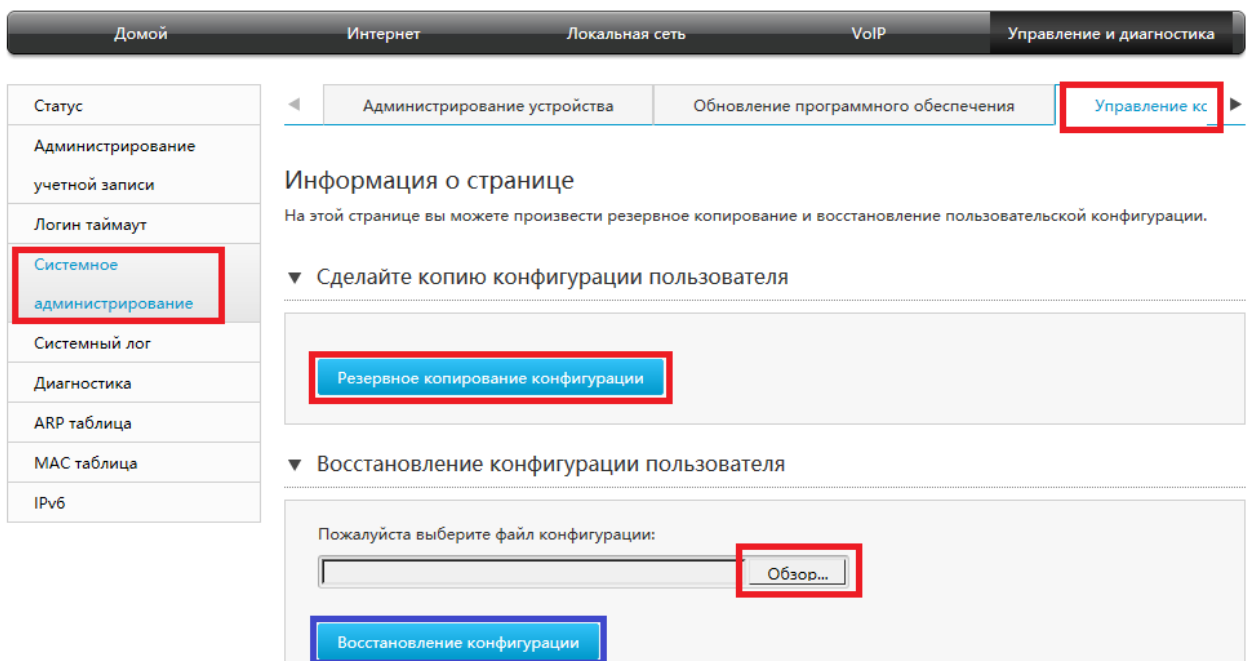 Домой Интернет Локальная сеть VoIP Управление и диагностика
Администрирование устройства Обновление программного обеспечения Управление кс
Статус
Администрирование
учетной записи
Логин таймаут
Системное
администрирование
Системный лог
Диагностика
ARP таблица
MAC таблица
IPv6
Информация о странице
На этой странице вы можете произвести резервное копирование и восстановление пользовательской конфигурации.
Сделайте копию конфигурации пользователя
Резервное копирование конфигурации
Восстановление конфигурации пользователя
Пожалуйста выберите файл конфигурации:
Обзор...
Восстановление конфигурации